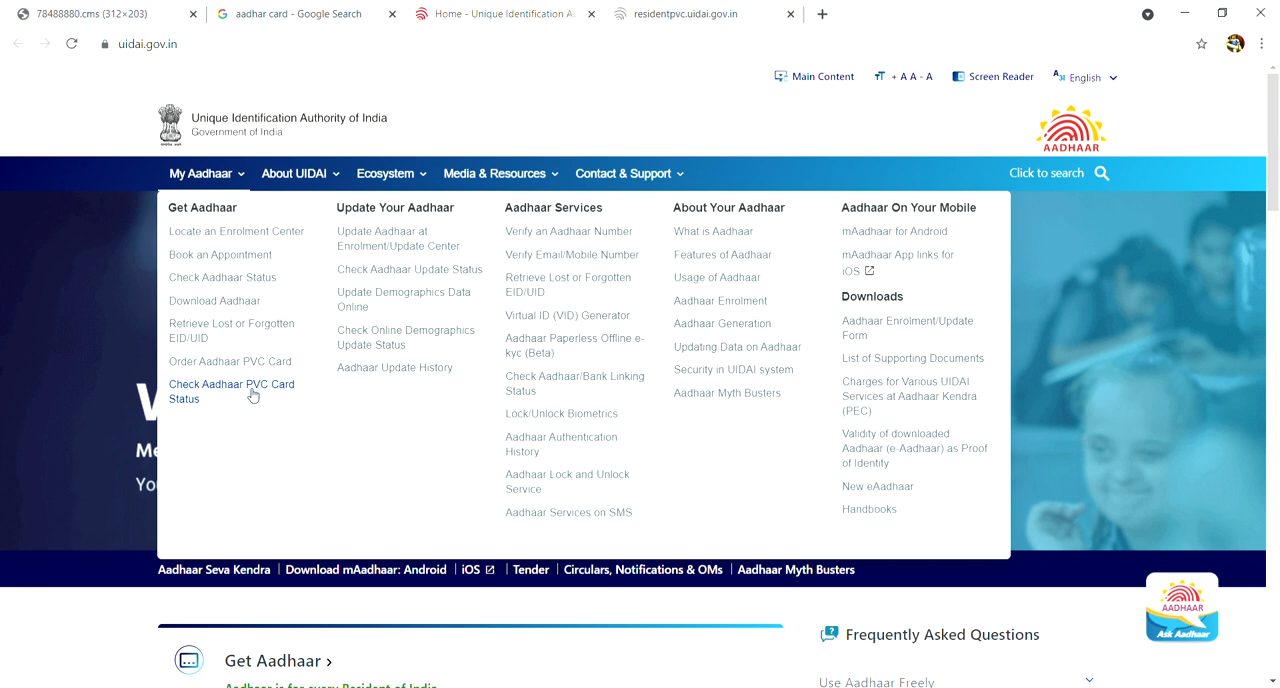 78488880.cms (312×203)
aadhar card - Google Search
Home - Unique Identification Au
residentpvc.uidai.gov.in
uidai.gov.in
Main Content
+ A A - A
Screen Reader
English
Unique Identification Authority of India
Government of India
AADHAAR
My Aadhaar
About UIDAI
Ecosystem
Media & Resources
Contact & Support
Click to search
Get Aadhaar
Locate an Enrolment Center
Book an Appointment
Check Aadhaar Status
Download Aadhaar
Retrieve Lost or Forgotten
EID/UID
Order Aadhaar PVC Card
Check Aadhaar PVC Card
Status
Update Your Aadhaar
Update Aadhaar at
Enrolment/Update Center
Check Aadhaar Update Status
Update Demographics Data
Online
Check Online Demographics
Update Status
Aadhaar Update History
Aadhaar Services
Verify an Aadhaar Number
Verify Email/Mobile Number
Retrieve Lost or Forgotten
EID/UID
Virtual ID (VID) Generator
Aadhaar Paperless Offline e-
kyc (Beta)
Check Aadhaar/Bank Linking
Status
Lock/Unlock Biometrics
Aadhaar Authentication
History
Aadhaar Lock and Unlock
Service
Aadhaar Services on SMS
About Your Aadhaar
What is Aadhaar
Features of Aadhaar
Usage of Aadhaar
Aadhaar Enrolment
Aadhaar Generation
Updating Data on Aadhaar
Security in UIDAI system
Aadhaar Myth Busters
Aadhaar On Your Mobile
mAadhaar for Android
mAadhaar App links for
iOS
Downloads
Aadhaar Enrolment/Update
Form
List of Supporting Documents
Charges for Various UIDAI
Services at Aadhaar Kendra
(PEC)
Validity of downloaded
Aadhaar (e-Aadhaar) as Proof
of Identity
New eAadhaar
Handbooks
Me
You
Aadhaar Seva Kendra
Download mAadhaar: Android
iOS
Tender
Circulars, Notifications & OMs
Aadhaar Myth Busters
AADHAAR
Ask Aadhaar
Get Aadhaar ›
Aadhaar is for every Resident of India
Frequently Asked Questions
Use Aadhaar Freely